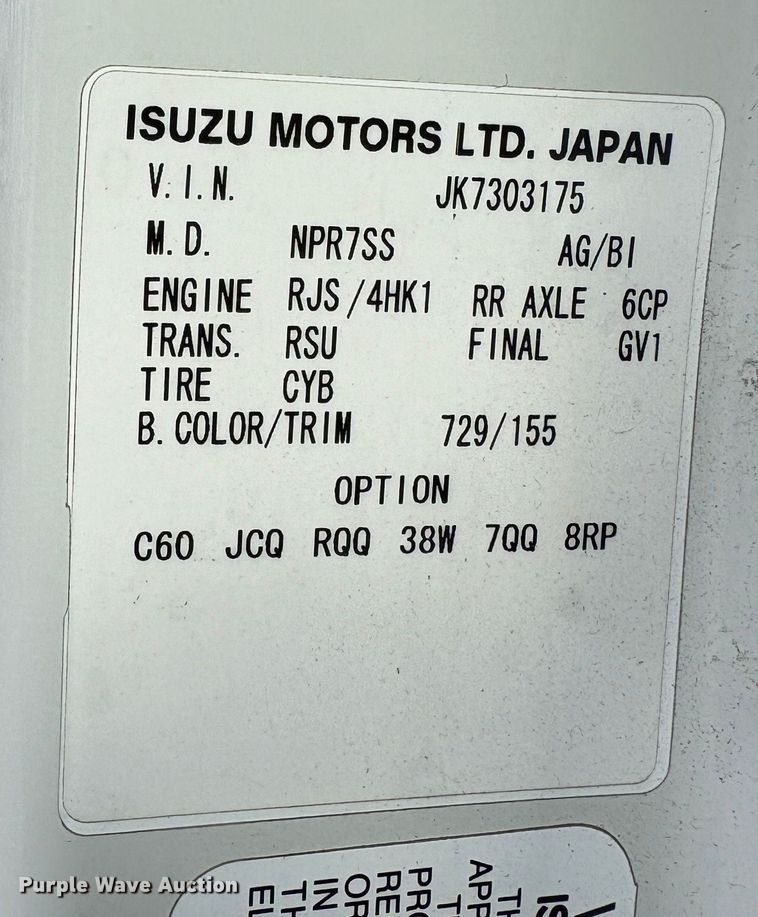 ISUZU MOTORS LTD. JAPAN
V.I.N. JK7303175
M.D. NPR7SS AG/BI
ENGINE RJS/4HK1 RR AXLE 6CP
TRANS. RSU FINAL GV1
TIRE CYB
B.COLOR/TRIM 729/155
OPTION
C60 JCQ RQQ 38W 7QQ 8RP
Purple Wave Auction